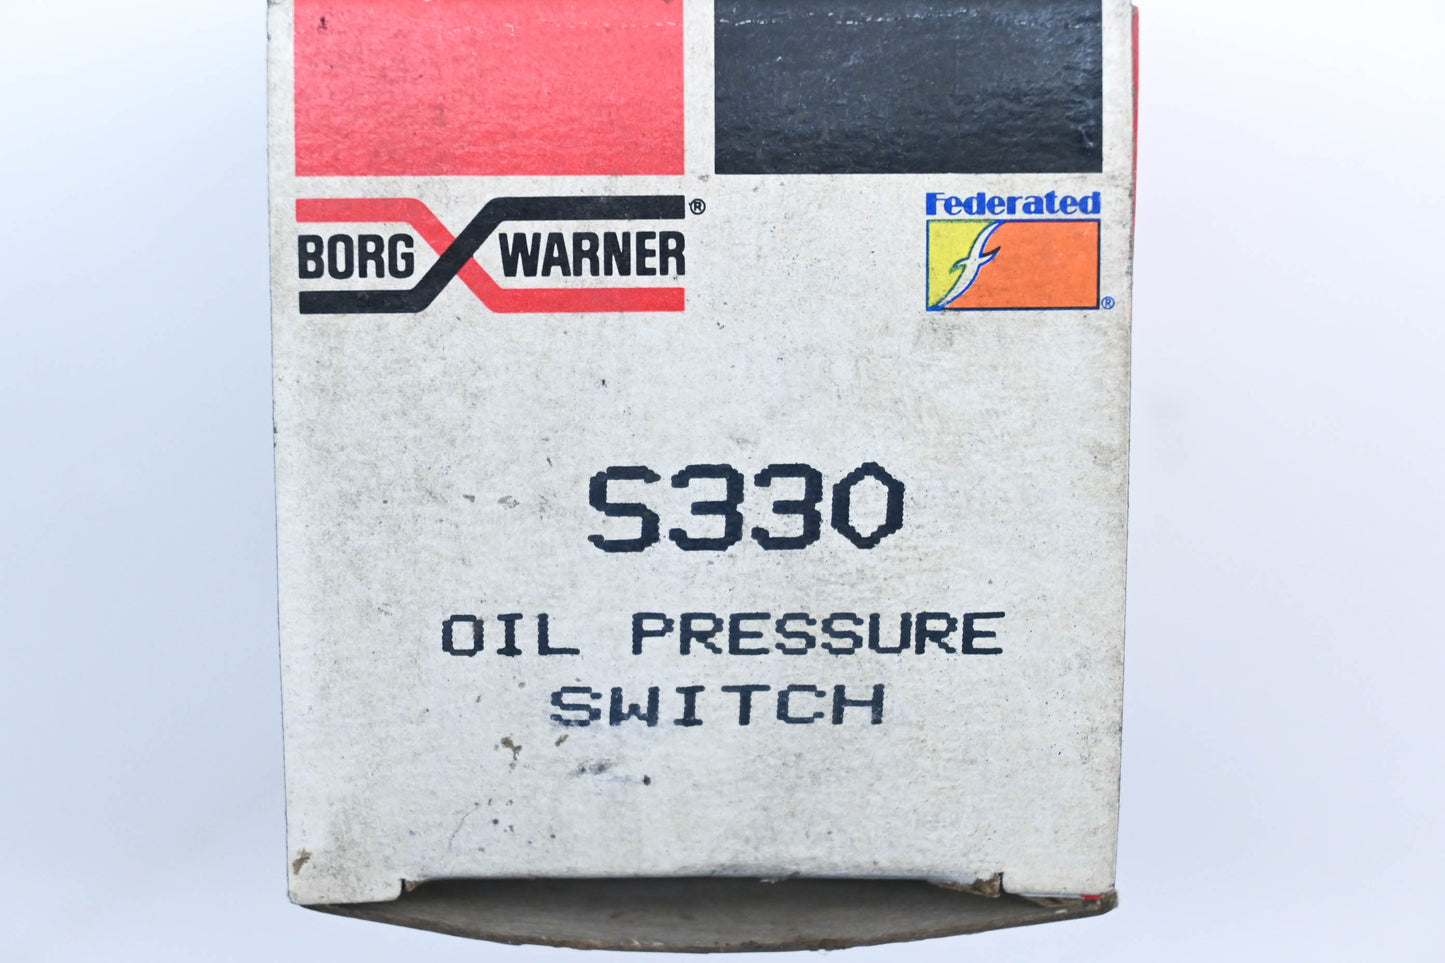 BORG WARNER®
Federated
®
S330
OIL PRESSURE
SWITCH